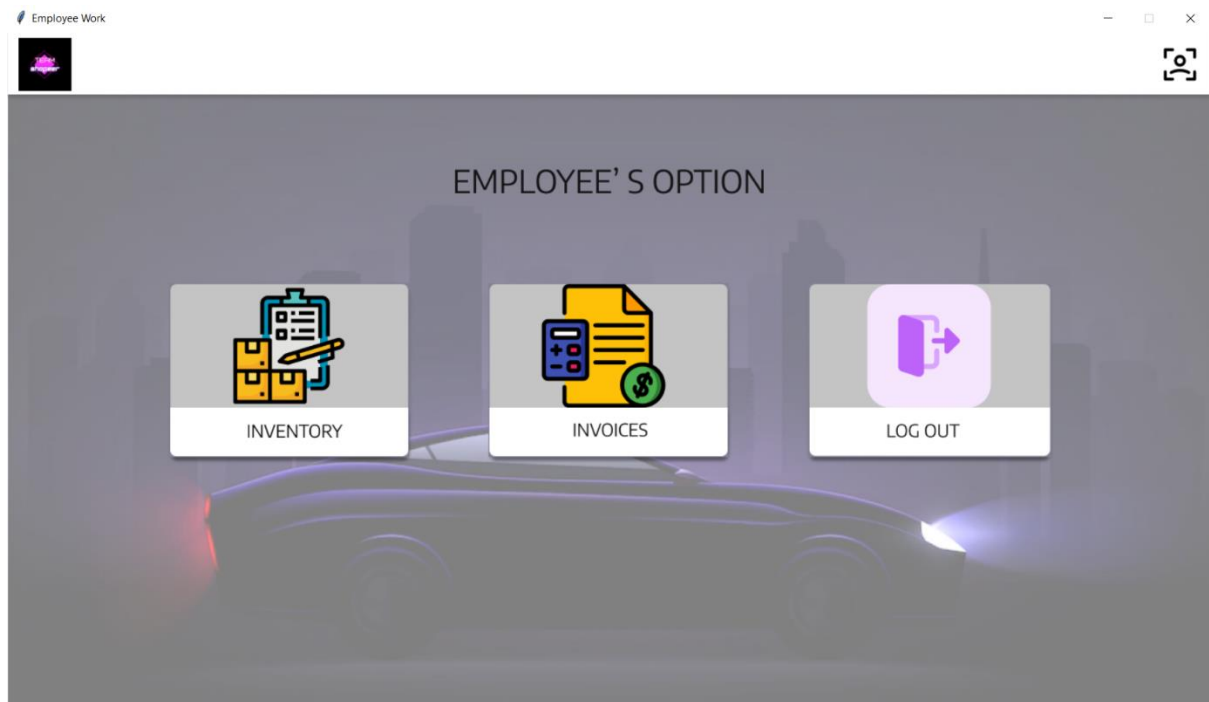 Employee Work
EMPLOYEE’ S OPTION
INVENTORY
INVOICES
LOG OUT